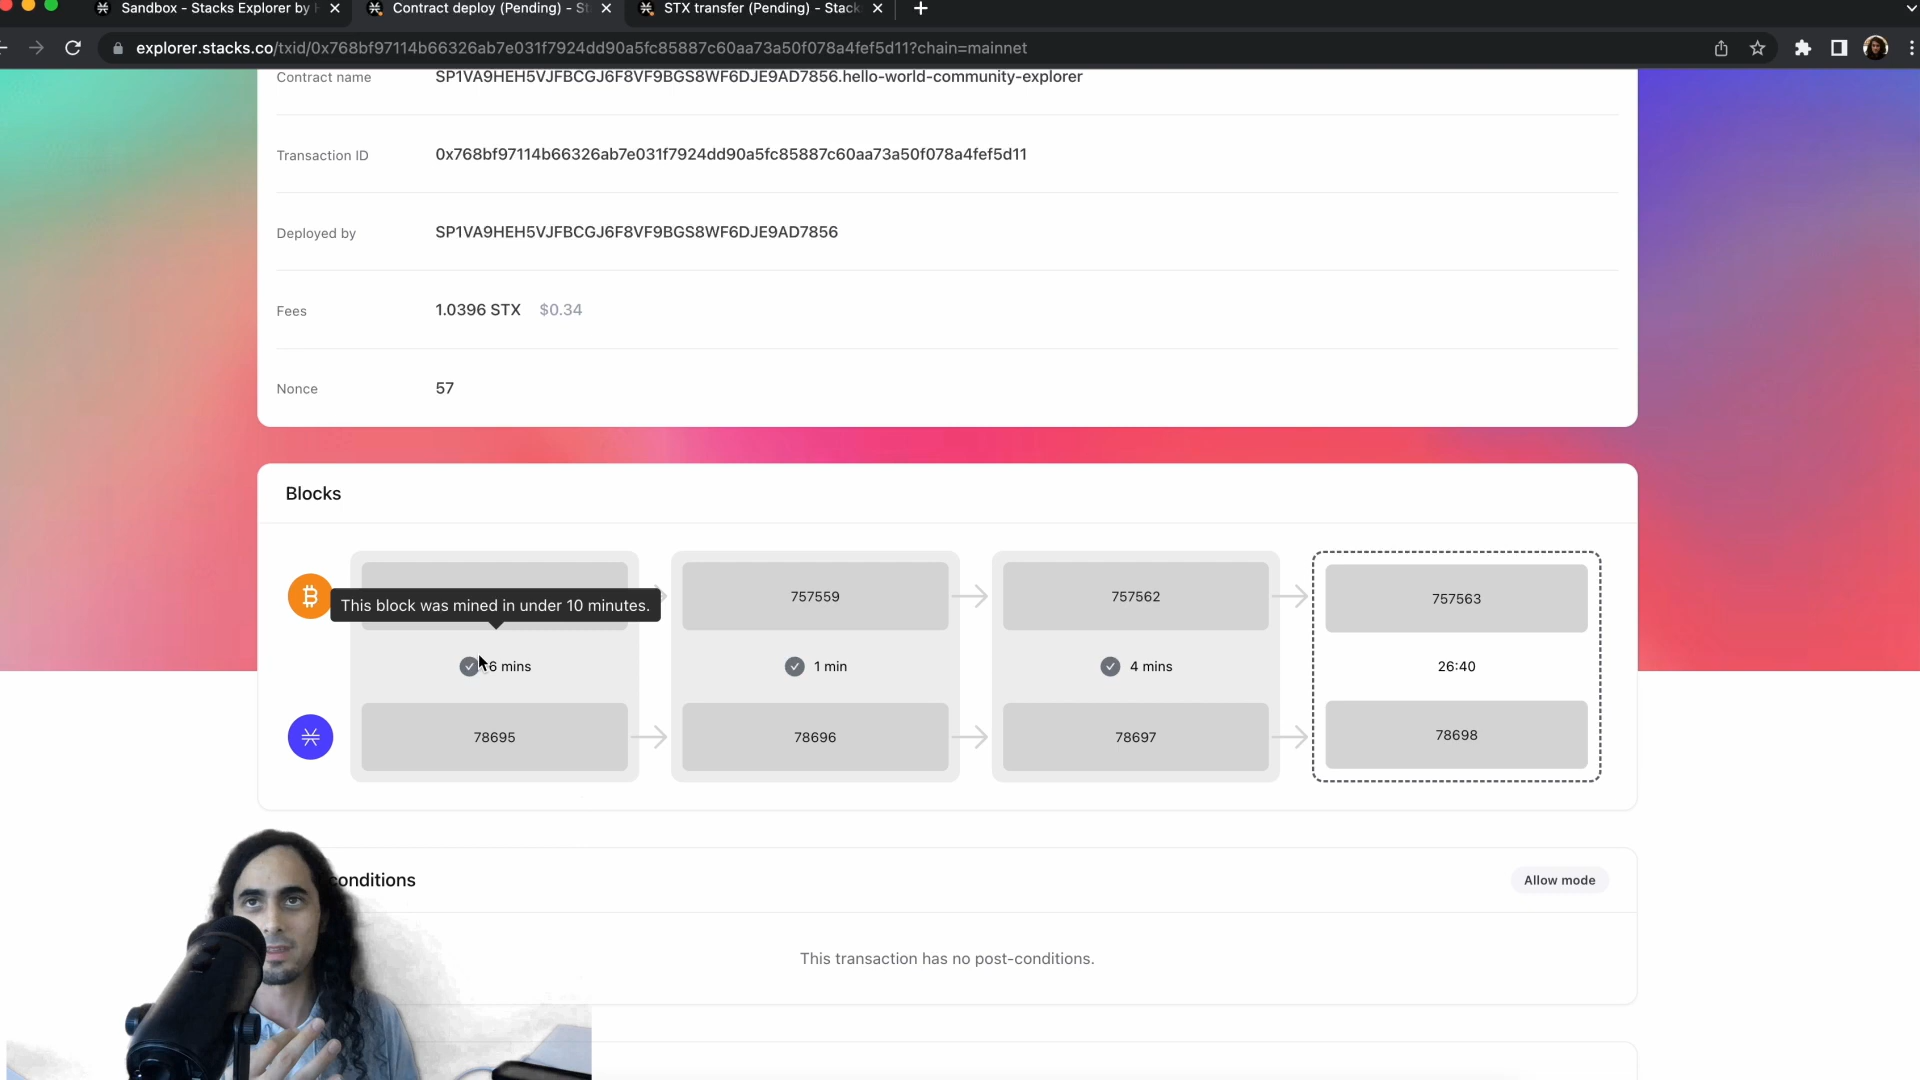 Sandbox - Stacks Explorer by
Contract deploy (Pending) - St
STX transfer (Pending) - Stack
explorer.stacks.co/txid/0x768bf97114b66326ab7e031f7924dd90a5fc85887c60aa73a50f078a4fef5d11?chain=mainnet
Contract name
SP1VA9HEH5VJFBCGJ6F8VF9BGS8WF6DJE9AD7856.hello-world-community-explorer
Transaction ID
0x768bf97114b66326ab7e031f7924dd90a5fc85887c60aa73a50f078a4fef5d11
Deployed by
SP1VA9HEH5VJFBCGJ6F8VF9BGS8WF6DJE9AD7856
Fees
1.0396 STX $0.34
Nonce
57
Blocks
This block was mined in under 10 minutes.
757559
757562
757563
6 mins
1 min
4 mins
26:40
78695
78696
78697
78698
conditions
Allow mode
This transaction has no post-conditions.